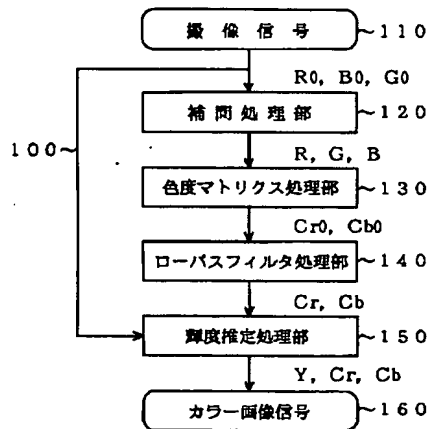 撮像信号 ~110
R0, B0, G0
補間処理部 ~120
100~
R, G, B
色度マトリクス処理部 ~130
Cr0, Cb0
ローパスフィルタ処理部 ~140
Cr, Cb
輝度推定処理部 ~150
Y, Cr, Cb
カラー画像信号 ~160